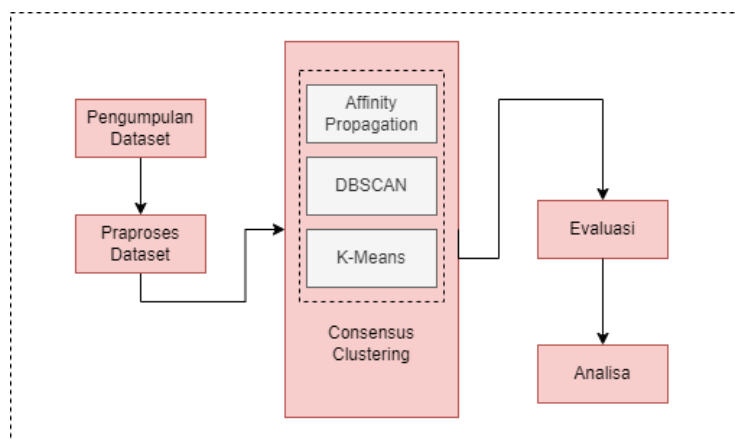 Pengumpulan
Dataset
Praproses
Dataset
Affinity
Propagation
DBSCAN
K-Means
Consensus
Clustering
Evaluasi
Analisa